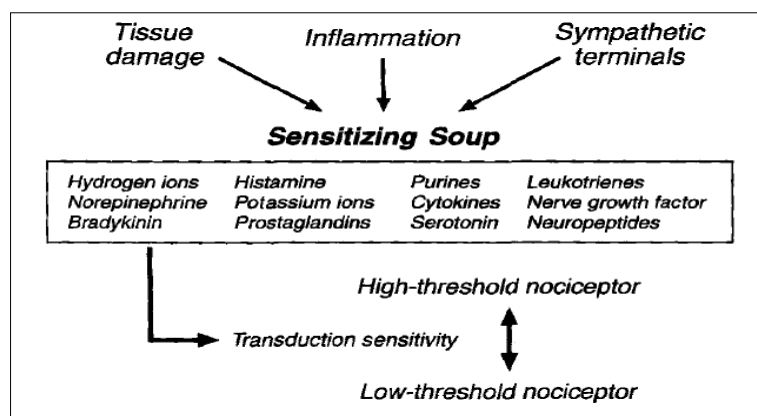 Tissue damage
Inflammation
Sympathetic terminals
Sensitizing Soup
Hydrogen ions Histamine Purines Leukotrienes
Norepinephrine Potassium ions Cytokines Nerve growth factor
Bradykinin Prostaglandins Serotonin Neuropeptides
High-threshold nociceptor
Transduction sensitivity
Low-threshold nociceptor